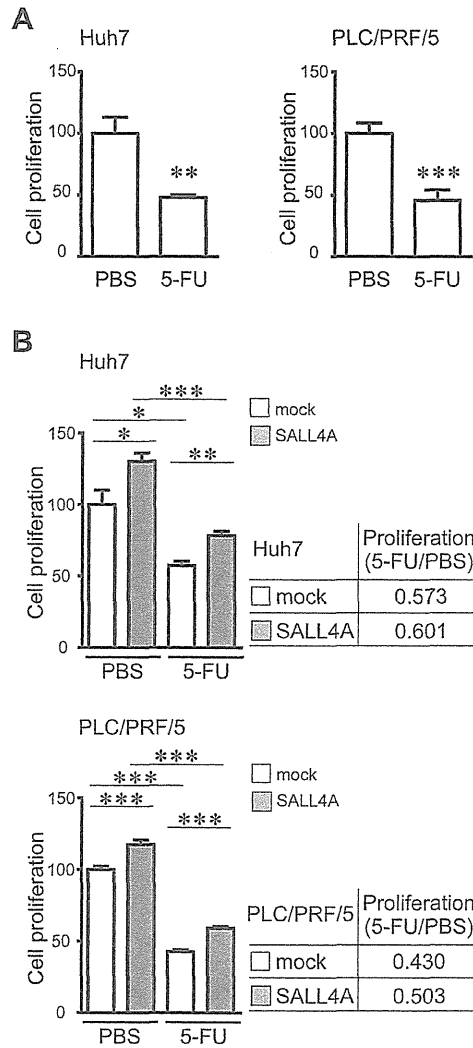 A
Huh7
PLC/PRF/5
Cell proliferation
150
100
50
0
**
PBS 5-FU
Cell proliferation
150
100
50
0
***
PBS 5-FU
B
Huh7
mock
SALL4A
Cell proliferation
150
100
50
0
***
*
*
**
PBS 5-FU
Huh7 Proliferation (5-FU/PBS)
mock 0.573
SALL4A 0.601
PLC/PRF/5
mock
SALL4A
Cell proliferation
150
100
50
0
***
***
***
***
PBS 5-FU
PLC/PRF/5 Proliferation (5-FU/PBS)
mock 0.430
SALL4A 0.503